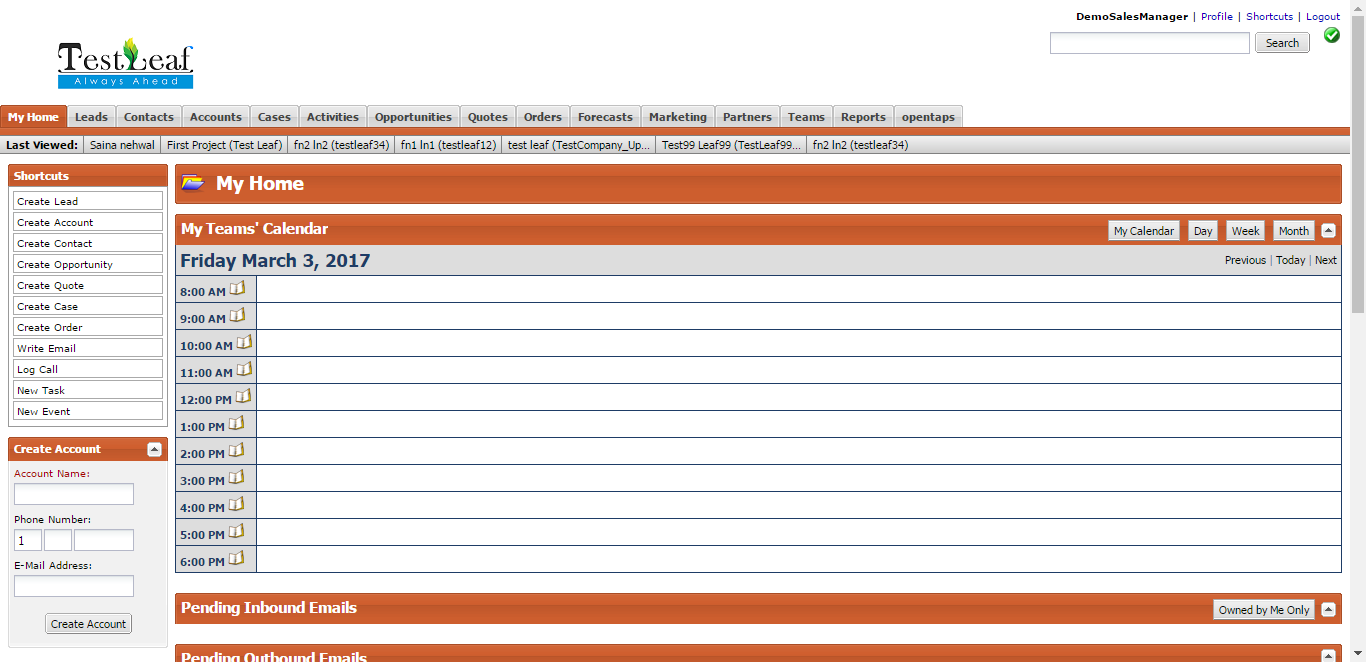 DemoSalesManager | Profile | Shortcuts | Logout
Search
TestLeaf
Always Ahead
My Home Leads Contacts Accounts Cases Activities Opportunities Quotes Orders Forecasts Marketing Partners Teams Reports opentaps
Last Viewed: Saina nehwal First Project (Test Leaf) fn2 ln2 (testleaf34) fn1 ln1 (testleaf12) test leaf (TestCompany_Up... Test99 Leaf99 (TestLeaf99... fn2 ln2 (testleaf34)
Shortcuts
Create Lead
Create Account
Create Contact
Create Opportunity
Create Quote
Create Case
Create Order
Write Email
Log Call
New Task
New Event
Create Account
Account Name:
Phone Number:
1
E-Mail Address:
Create Account
My Home
My Teams' Calendar My Calendar Day Week Month
Friday March 3, 2017 Previous | Today | Next
8:00 AM
9:00 AM
10:00 AM
11:00 AM
12:00 PM
1:00 PM
2:00 PM
3:00 PM
4:00 PM
5:00 PM
6:00 PM
Pending Inbound Emails Owned by Me Only
Pending Outbound Emails